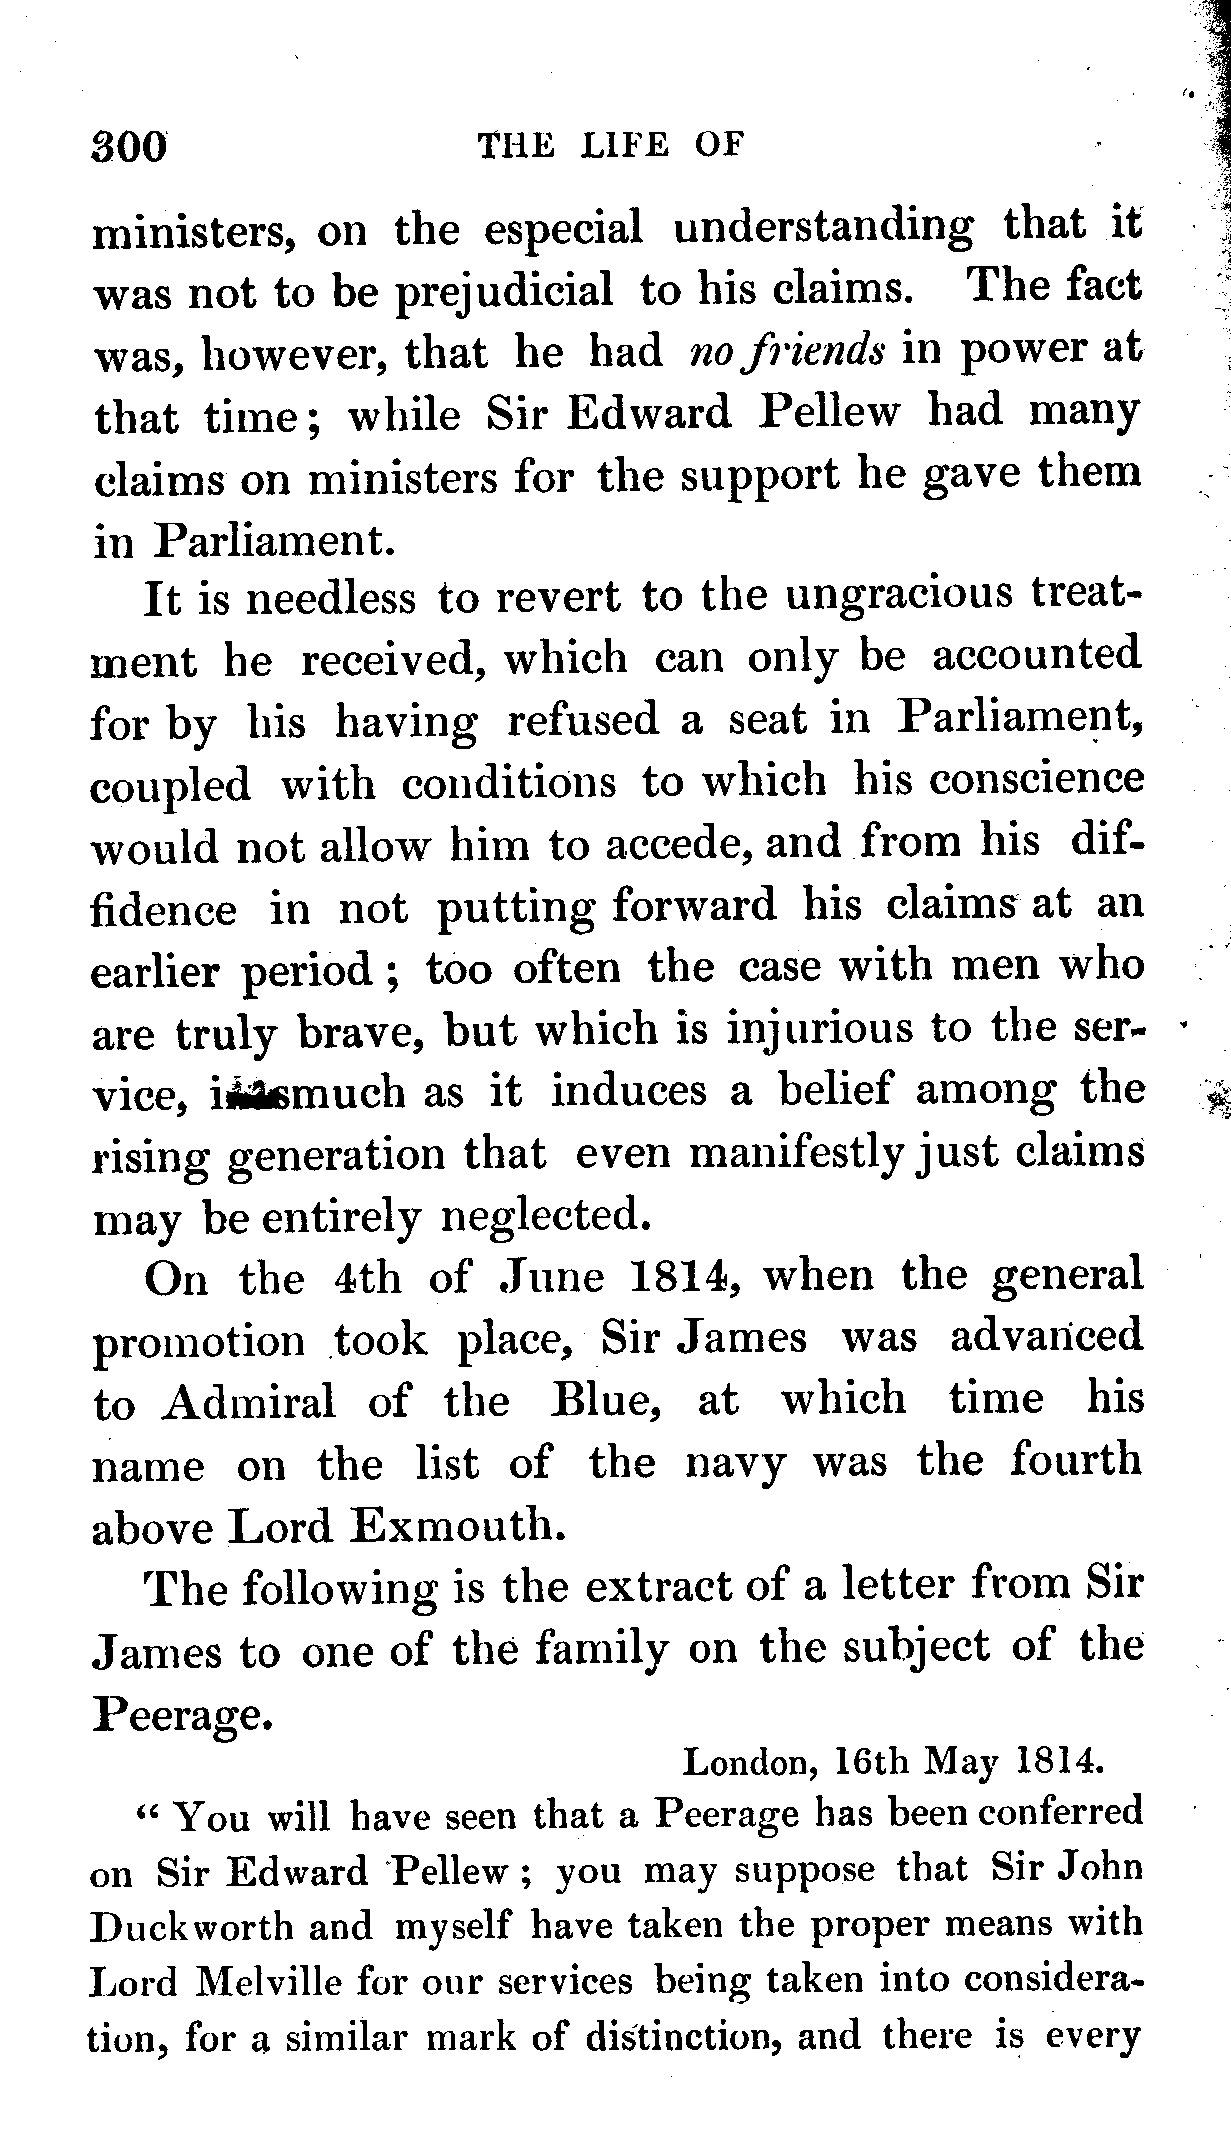 300 THE LIFE OF
ministers, on the especial understanding that it
was not to be prejudicial to his claims. The fact
was, however, that he had no friends in power at
that time; while Sir Edward Pellew had many
claims on ministers for the support he gave them
in Parliament.
It is needless to revert to the ungracious treat-
ment he received, which can only be accounted
for by his having refused a seat in Parliament,
coupled with conditions to which his conscience
would not allow him to accede, and from his dif-
fidence in not putting forward his claims at an
earlier period; too often the case with men who
are truly brave, but which is injurious to the ser-
vice, inasmuch as it induces a belief among the
rising generation that even manifestly just claims
may be entirely neglected.
On the 4th of June 1814, when the general
promotion took place, Sir James was advanced
to Admiral of the Blue, at which time his
name on the list of the navy was the fourth
above Lord Exmouth.
The following is the extract of a letter from Sir
James to one of the family on the subject of the
Peerage.
London, 16th May 1814.
“ You will have seen that a Peerage has been conferred
on Sir Edward Pellew; you may suppose that Sir John
Duckworth and myself have taken the proper means with
Lord Melville for our services being taken into considera-
tion, for a similar mark of distinction, and there is every